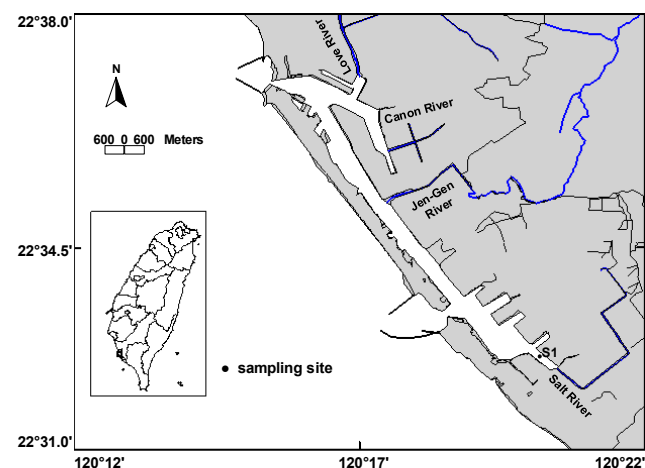 22°38.0'
Love River
N
Canon River
600 0 600 Meters
Jen-Gen
River
22°34.5'
S1
sampling site
Salt River
22°31.0'
120°12'
120°17'
120°22'